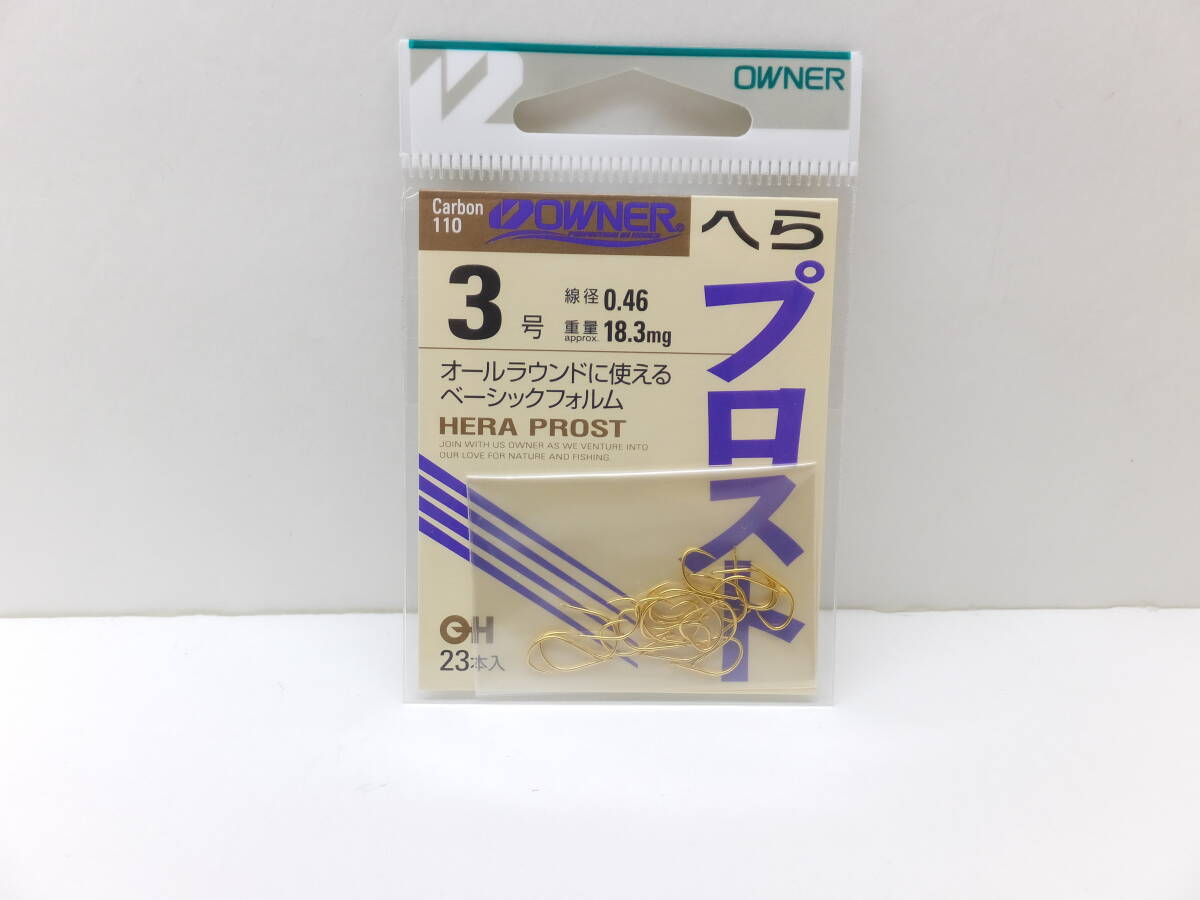 OWNER
Carbon
110
OWNER®
へら
プロスト
3号
線径 0.46
重量 approx. 18.3mg
オールラウンドに使える
ベーシックフォルム
HERA PROST
JOIN WITH US OWNER AS WE VENTURE INTO
OUR LOVE FOR NATURE AND FISHING.
23本入